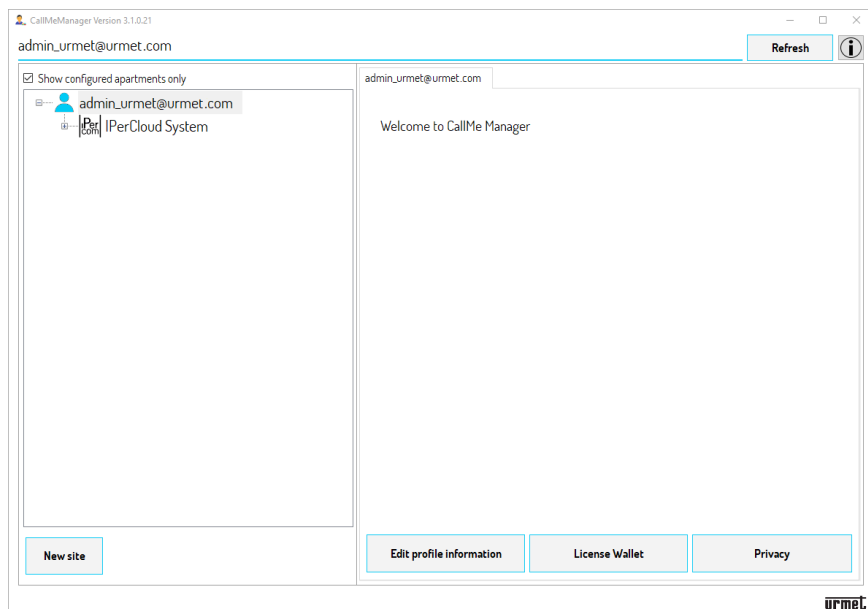 CallMeManager Version 3.1.0.21
admin_urmet@urmet.com
Refresh
Show configured apartments only
admin_urmet@urmet.com
IPer
com
IPerCloud System
admin_urmet@urmet.com
Welcome to CallMe Manager
New site
Edit profile information
License Wallet
Privacy
urmet